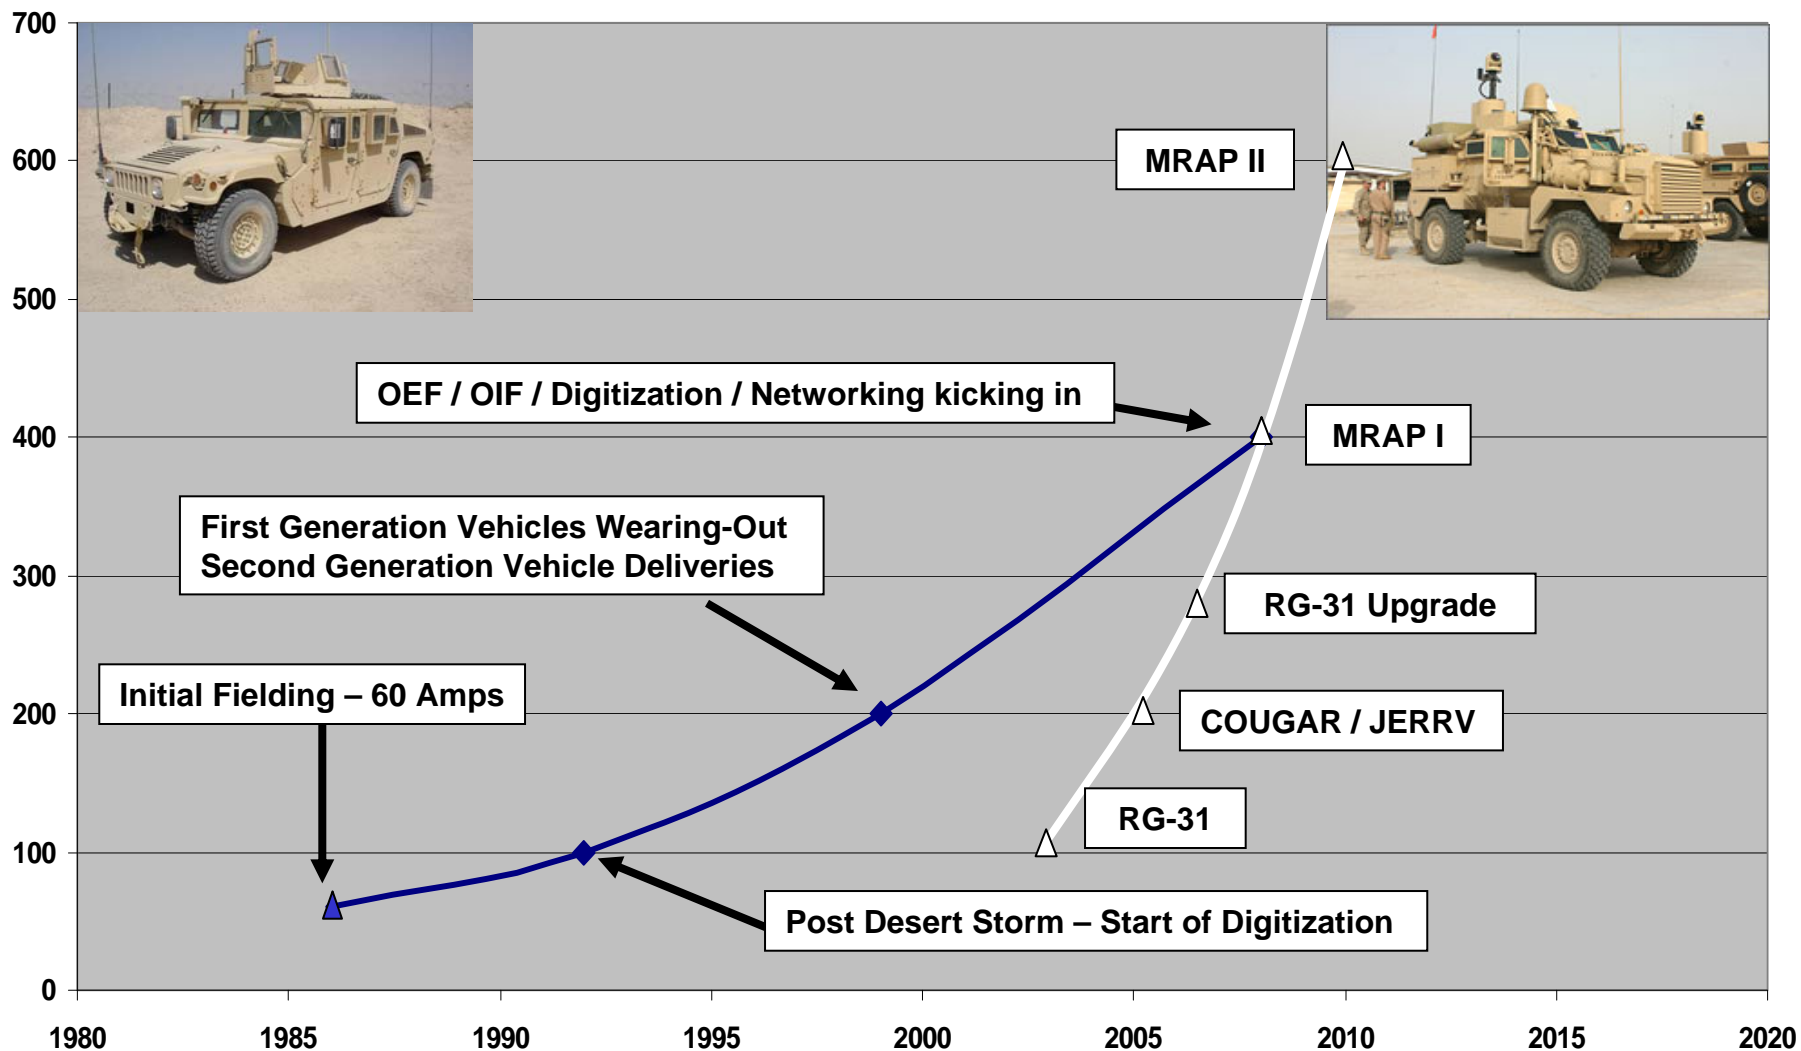 700
600
500
400
300
200
100
0
MRAP II
OEF / OIF / Digitization / Networking kicking in
MRAP I
First Generation Vehicles Wearing-Out
Second Generation Vehicle Deliveries
RG-31 Upgrade
Initial Fielding – 60 Amps
COUGAR / JERRV
RG-31
Post Desert Storm – Start of Digitization
1980 1985 1990 1995 2000 2005 2010 2015 2020